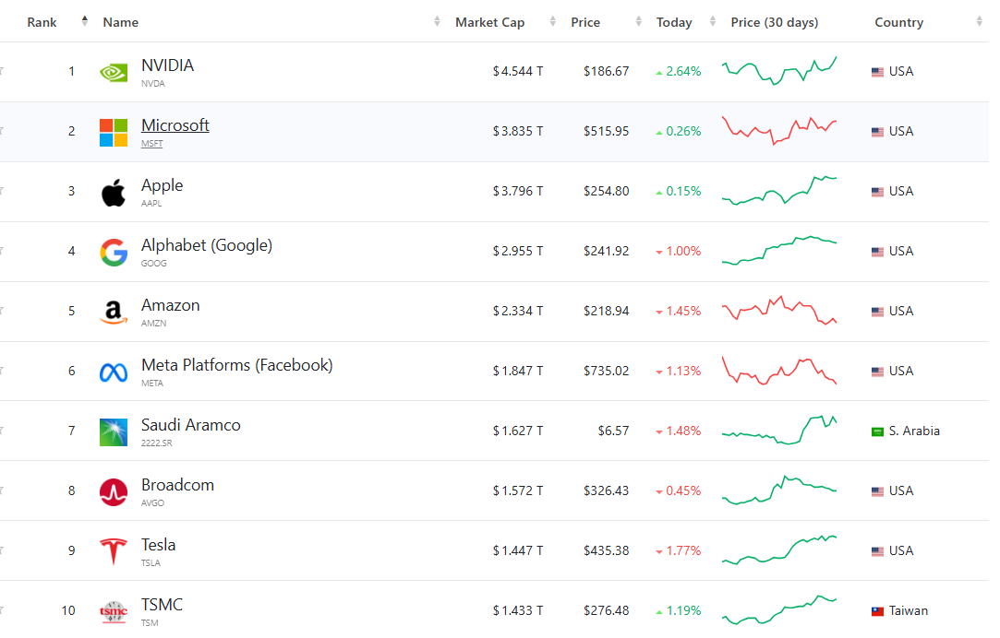 Rank Name Market Cap Price Today Price (30 days) Country
1 NVIDIA $4.544 T $186.67 2.64% USA
NVDA
2 Microsoft $3.835 T $515.95 0.26% USA
MSFT
3 Apple $3.796 T $254.80 0.15% USA
AAPL
4 Alphabet (Google) $2.955 T $241.92 1.00% USA
GOOG
5 a Amazon $2.334 T $218.94 1.45% USA
AMZN
6 Meta Platforms (Facebook) $1.847 T $735.02 1.13% USA
META
7 Saudi Aramco $1.627 T $6.57 1.48% S. Arabia
2222.SR
8 Broadcom $1.572 T $326.43 0.45% USA
AVGO
9 Tesla $1.447 T $435.38 1.77% USA
TSLA
10 tsmc TSMC $1.433 T $276.48 1.19% Taiwan
TSM